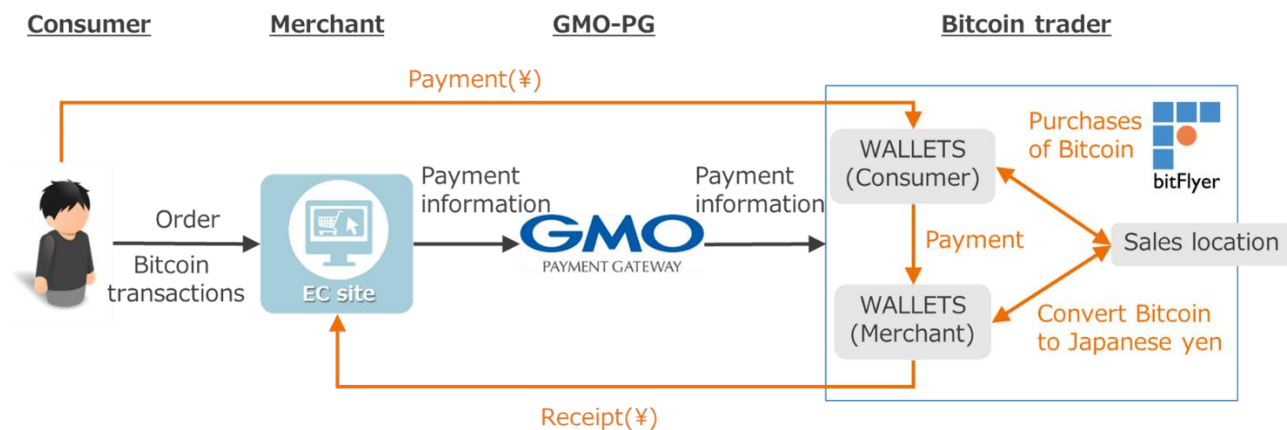 Consumer
Merchant
GMO-PG
Bitcoin trader
Payment(¥)
Purchases
of Bitcoin
bitFlyer
WALLETS
(Consumer)
Payment
information
Payment
information
Order
Bitcoin
transactions
EC site
GMO
PAYMENT GATEWAY
Payment
Sales location
WALLETS
(Merchant)
Convert Bitcoin
to Japanese yen
Receipt(¥)